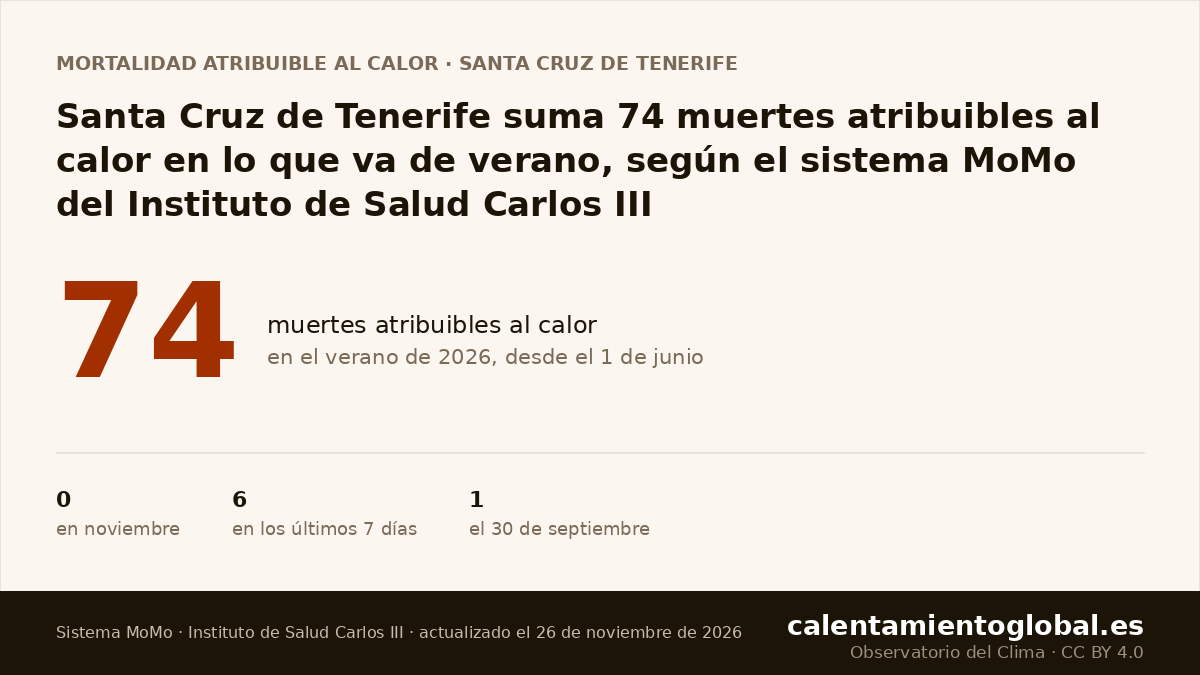 MORTALIDAD ATRIBUIBLE AL CALOR · SANTA CRUZ DE TENERIFE
Santa Cruz de Tenerife suma 74 muertes atribuibles al
calor en lo que va de verano, según el sistema MoMo
del Instituto de Salud Carlos III
74
muertes atribuibles al calor
en el verano de 2026, desde el 1 de junio
0
en noviembre
6
en los últimos 7 días
1
el 30 de septiembre
Sistema MoMo · Instituto de Salud Carlos III · actualizado el 26 de noviembre de 2026
calentamientoglobal.es
Observatorio del Clima · CC BY 4.0